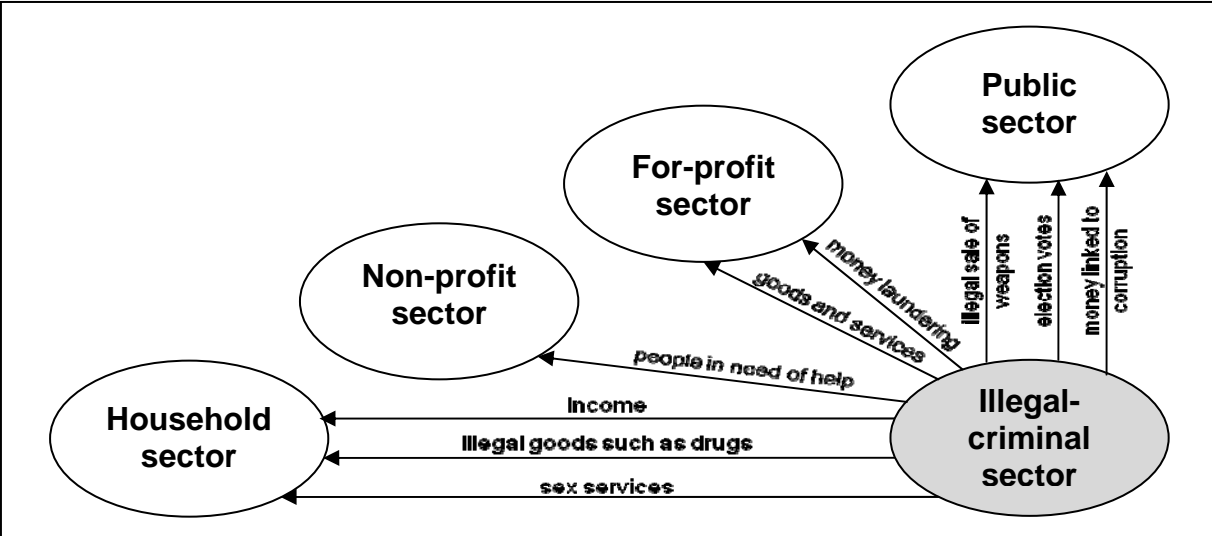 Public
sector
For-profit
sector
Non-profit
sector
Household
sector
Illegal-
criminal
sector
illegal sale of
weapons
election votes
money linked to
corruption
money laundering
goods and services
people in need of help
Income
Illegal goods such as drugs
sex services